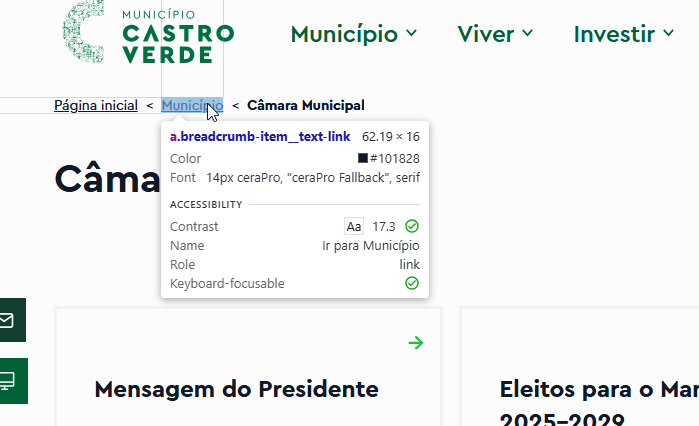 MUNICÍPIO
CASTRO
VERDE
Município
Viver
Investir
Página inicial < Município < Câmara Municipal
a.breadcrumb-item__text-link 62.19 × 16
Color #101828
Font 14px ceraPro, "ceraPro Fallback", serif
ACCESSIBILITY
Contrast Aa 17.3
Name Ir para Município
Role link
Keyboard-focusable
Câma
Mensagem do Presidente
Eleitos para o Mar
2025-2029